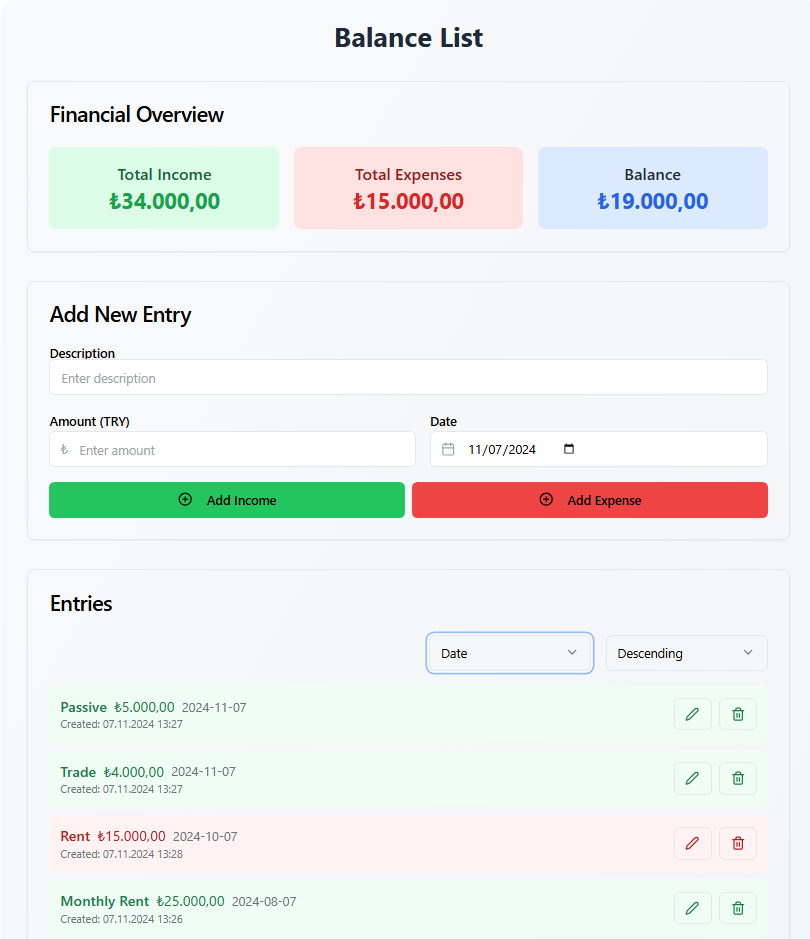 Balance List
Financial Overview
Total Income
₺34.000,00
Total Expenses
₺15.000,00
Balance
₺19.000,00
Add New Entry
Description
Enter description
Amount (TRY)
₺ Enter amount
Date
11/07/2024
Add Income
Add Expense
Entries
Date
Descending
Passive ₺5.000,00 2024-11-07
Created: 07.11.2024 13:27
Trade ₺4.000,00 2024-11-07
Created: 07.11.2024 13:27
Rent ₺15.000,00 2024-10-07
Created: 07.11.2024 13:28
Monthly Rent ₺25.000,00 2024-08-07
Created: 07.11.2024 13:26